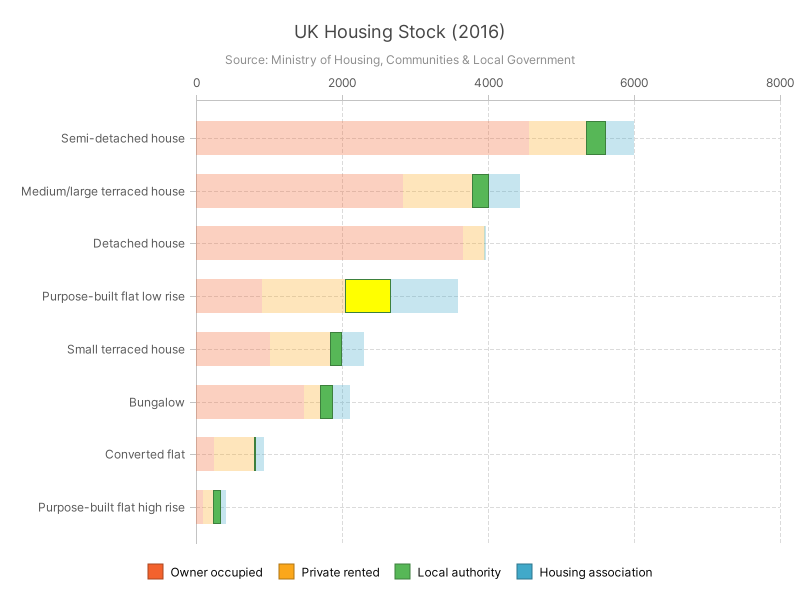 UK Housing Stock (2016)
Source: Ministry of Housing, Communities & Local Government
0 2000 4000 6000 8000
Semi-detached house
Medium/large terraced house
Detached house
Purpose-built flat low rise
Small terraced house
Bungalow
Converted flat
Purpose-built flat high rise
Owner occupied Private rented Local authority Housing association